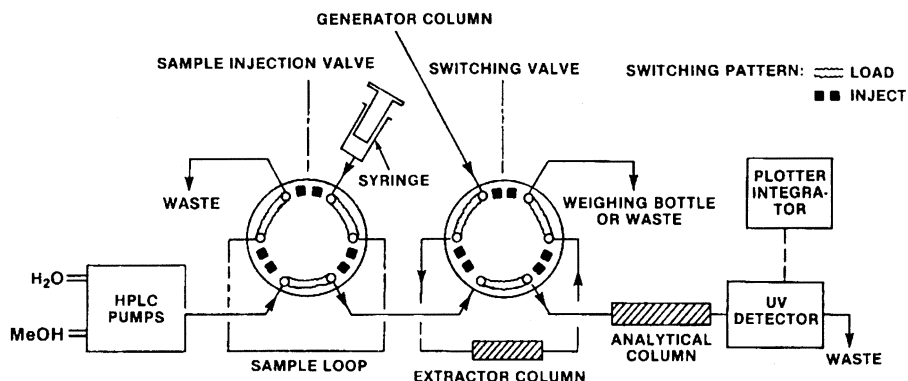 GENERATOR COLUMN
SAMPLE INJECTION VALVE
SWITCHING VALVE
SWITCHING PATTERN:
LOAD
INJECT
SYRINGE
WASTE
WEIGHING BOTTLE
OR WASTE
PLOTTER
INTEGRA-
TOR
H₂O
MeOH
HPLC
PUMPS
SAMPLE LOOP
EXTRACTOR COLUMN
ANALYTICAL
COLUMN
UV
DETECTOR
WASTE